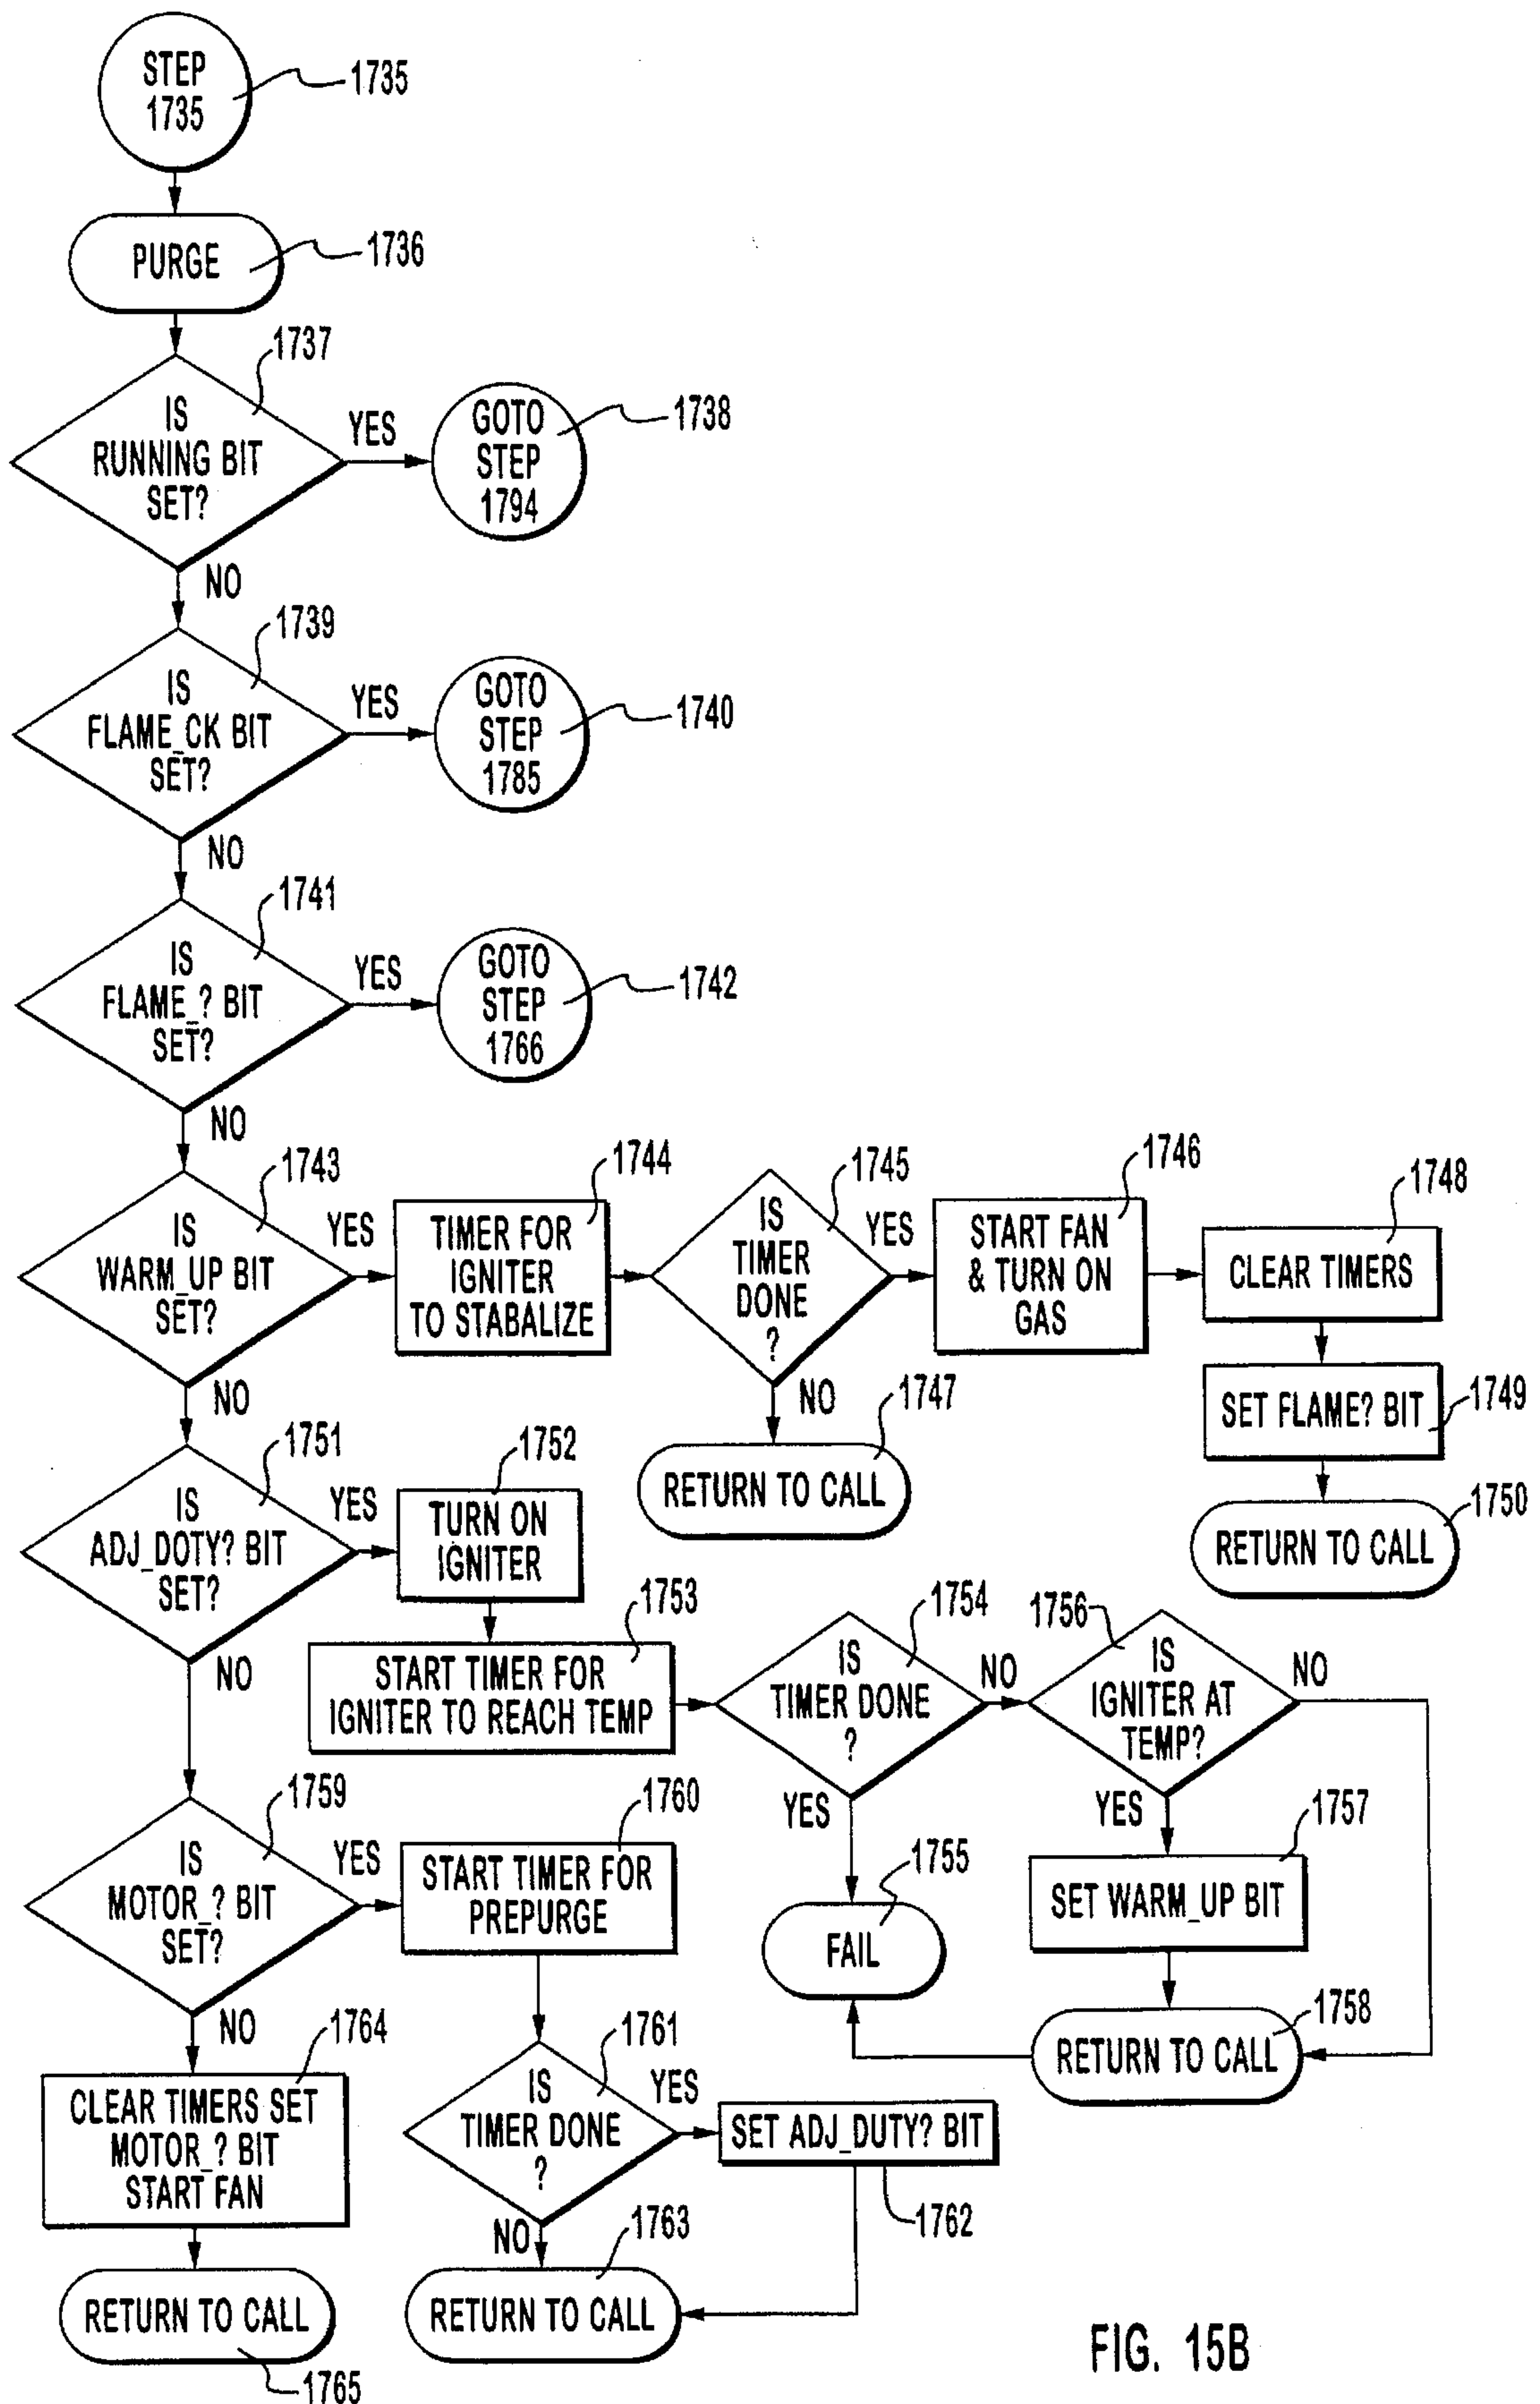 STEP
1735
1735
PURGE
1736
1737
IS
RUNNING BIT
SET?
YES
GOTO
STEP
1794
1738
NO
1739
IS
FLAME_CK BIT
SET?
YES
GOTO
STEP
1785
1740
NO
1741
IS
FLAME_? BIT
SET?
YES
GOTO
STEP
1766
1742
NO
1743
IS
WARM_UP BIT
SET?
YES
1744
TIMER FOR
IGNITER
TO STABALIZE
1745
IS
TIMER
DONE
?
YES
1746
START FAN
& TURN ON
GAS
1748
CLEAR TIMERS
SET FLAME? BIT
1749
RETURN TO CALL
1750
NO
1747
RETURN TO CALL
NO
1751
IS
ADJ_DOTY? BIT
SET?
YES
1752
TURN ON
IGNITER
1753
START TIMER FOR
IGNITER TO REACH TEMP
1754
IS
TIMER DONE
?
NO
1756
IS
IGNITER AT
TEMP?
NO
YES
1755
FAIL
YES
1757
SET WARM_UP BIT
1758
RETURN TO CALL
NO
1759
IS
MOTOR_? BIT
SET?
YES
1760
START TIMER FOR
PREPURGE
1761
IS
TIMER DONE
?
YES
SET ADJ_DUTY? BIT
1762
NO
1763
RETURN TO CALL
NO
1764
CLEAR TIMERS SET
MOTOR_? BIT
START FAN
RETURN TO CALL
1765
FIG. 15B